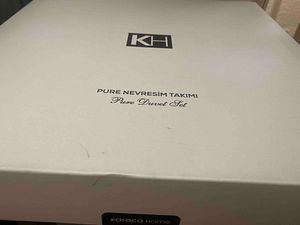 KH
PURE NEVRESİM TAKIMI
Pure Duvet Set
karaca HOME